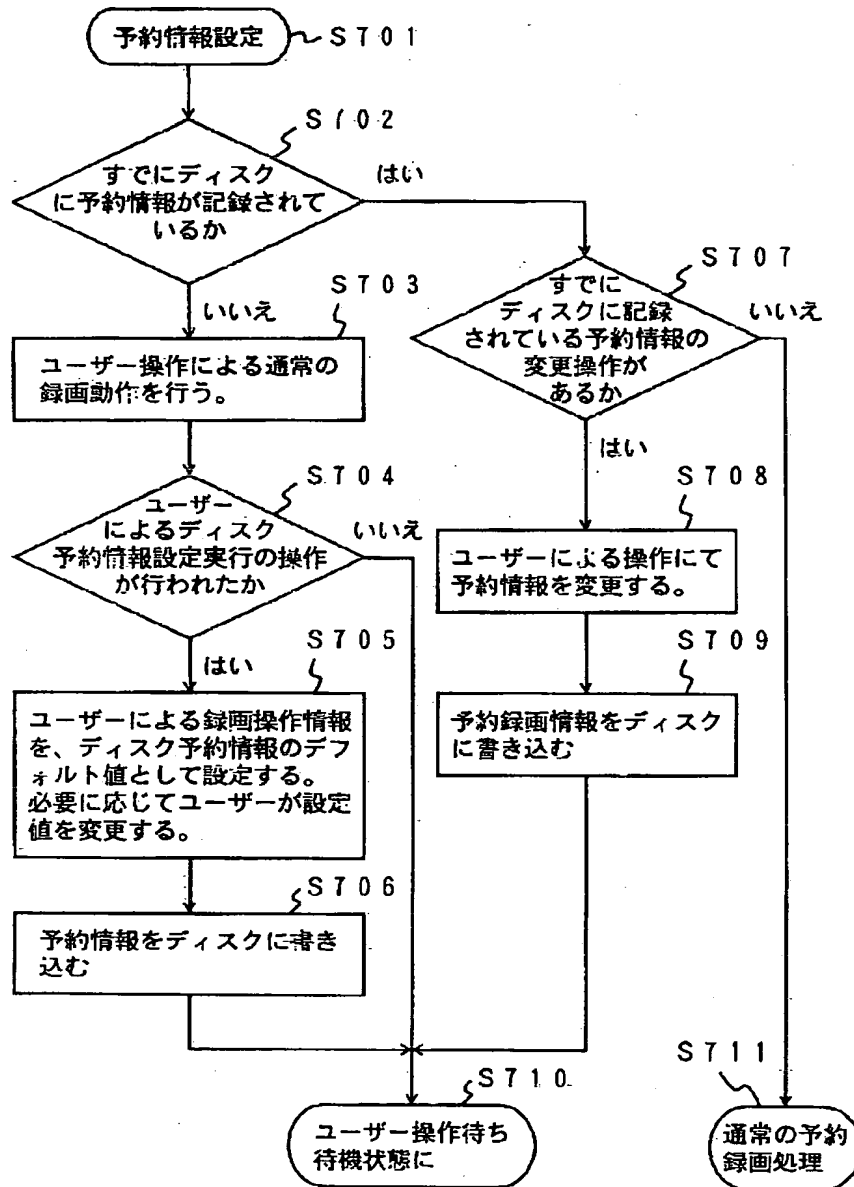 予約情報設定
S701
S702
すでにディスク
に予約情報が記録されて
いるか
はい
いいえ
S703
ユーザー操作による通常の
録画動作を行う。
S704
ユーザー
によるディスク
予約情報設定実行の操作
が行われたか
いいえ
はい
S705
ユーザーによる録画操作情報
を、ディスク予約情報のデフ
ォルト値として設定する。
必要に応じてユーザーが設定
値を変更する。
S706
予約情報をディスクに書き
込む
S707
すでに
ディスクに記録
されている予約情報の
変更操作が
あるか
いいえ
はい
S708
ユーザーによる操作にて
予約情報を変更する。
S709
予約録画情報をディスク
に書き込む
S710
ユーザー操作待ち
待機状態に
S711
通常の予約
録画処理